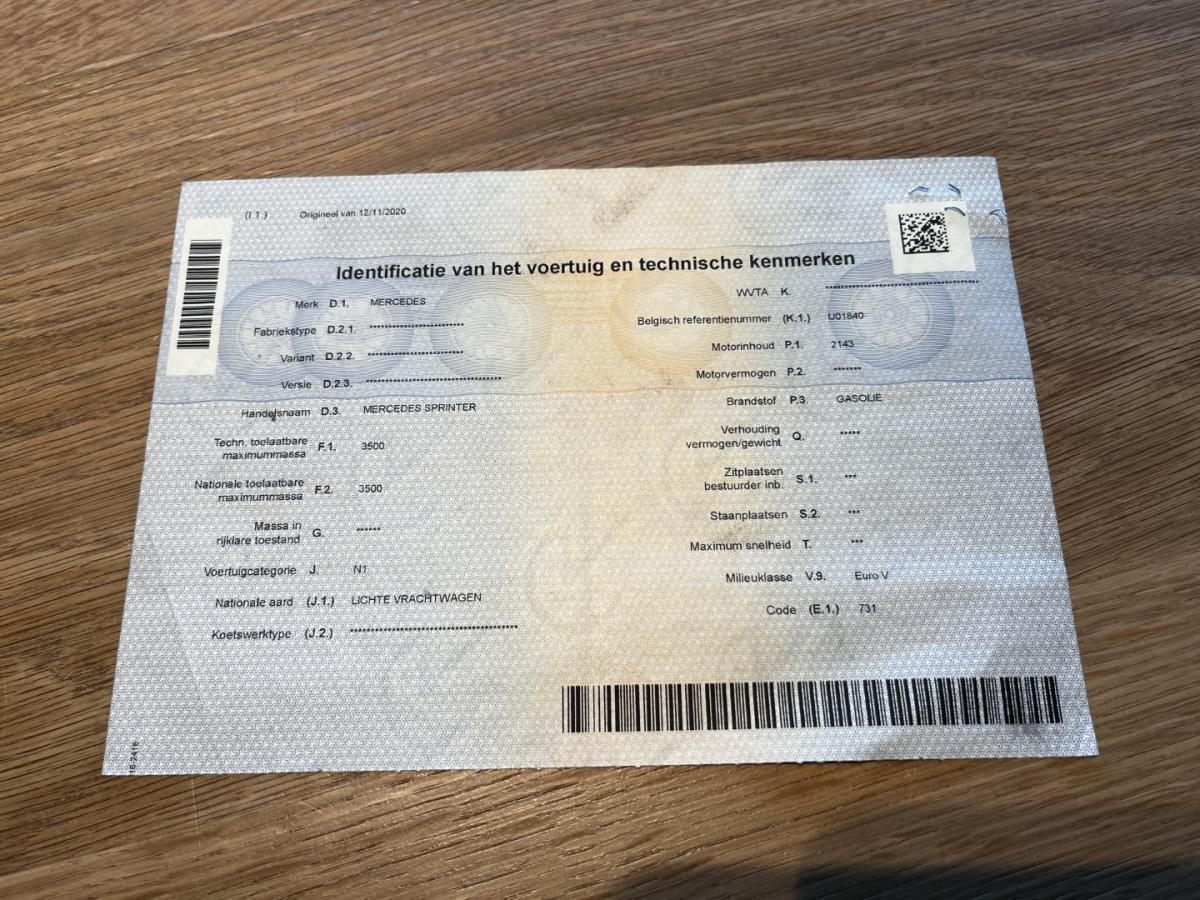 (I.1.) Origineel van 12/11/2020
Identificatie van het voertuig en technische kenmerken
Merk D.1. MERCEDES
Fabriekstype D.2.1. **********************
Variant D.2.2. **********************
Versie D.2.3. ********************************
Handelsnaam D.3. MERCEDES SPRINTER
Techn. toelaatbare
maximummassa F.1. 3500
Nationale toelaatbare
maximummassa F.2. 3500
Massa in
rijklare toestand G. ******
Voertuigcategorie J. N1
Nationale aard (J.1.) LICHTE VRACHTWAGEN
Koetswerktype (J.2.) ****************************************
WVTA K. ************************************
Belgisch referentienummer (K.1.) U01840
Motorinhoud P.1. 2143
Motorvermogen P.2. *******
Brandstof P.3. GASOLIE
Verhouding
vermogen/gewicht Q. *****
Zitplaatsen
bestuurder inb. S.1. ***
Staanplaatsen S.2. ***
Maximum snelheid T. ***
Milieuklasse V.9. Euro V
Code (E.1.) 731
16-2416